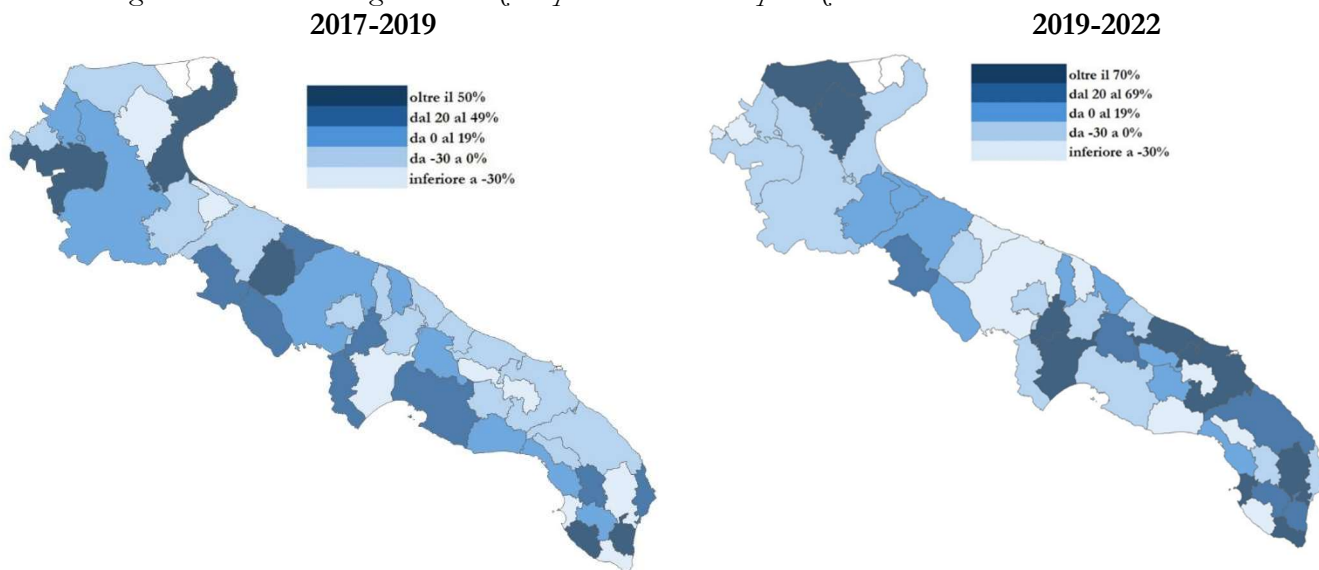 2017-2019
2019-2022
oltre il 50%
dal 20 al 49%
da 0 al 19%
da -30 a 0%
inferiore a -30%
oltre il 70%
dal 20 al 69%
da 0 al 19%
da -30 a 0%
inferiore a -30%